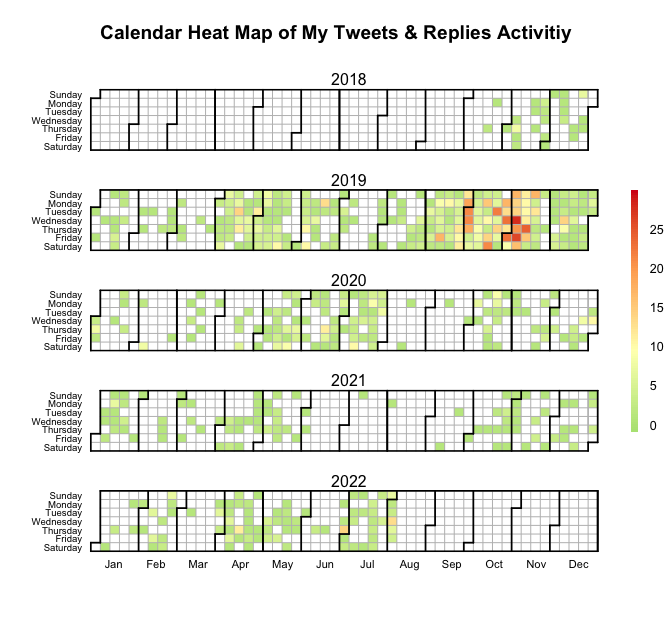 Calendar Heat Map of My Tweets & Replies Activitiy
2018
Sunday
Monday
Tuesday
Wednesday
Thursday
Friday
Saturday
2019
Sunday
Monday
Tuesday
Wednesday
Thursday
Friday
Saturday
25
20
15
10
5
0
2020
Sunday
Monday
Tuesday
Wednesday
Thursday
Friday
Saturday
2021
Sunday
Monday
Tuesday
Wednesday
Thursday
Friday
Saturday
2022
Sunday
Monday
Tuesday
Wednesday
Thursday
Friday
Saturday
Jan Feb Mar Apr May Jun Jul Aug Sep Oct Nov Dec